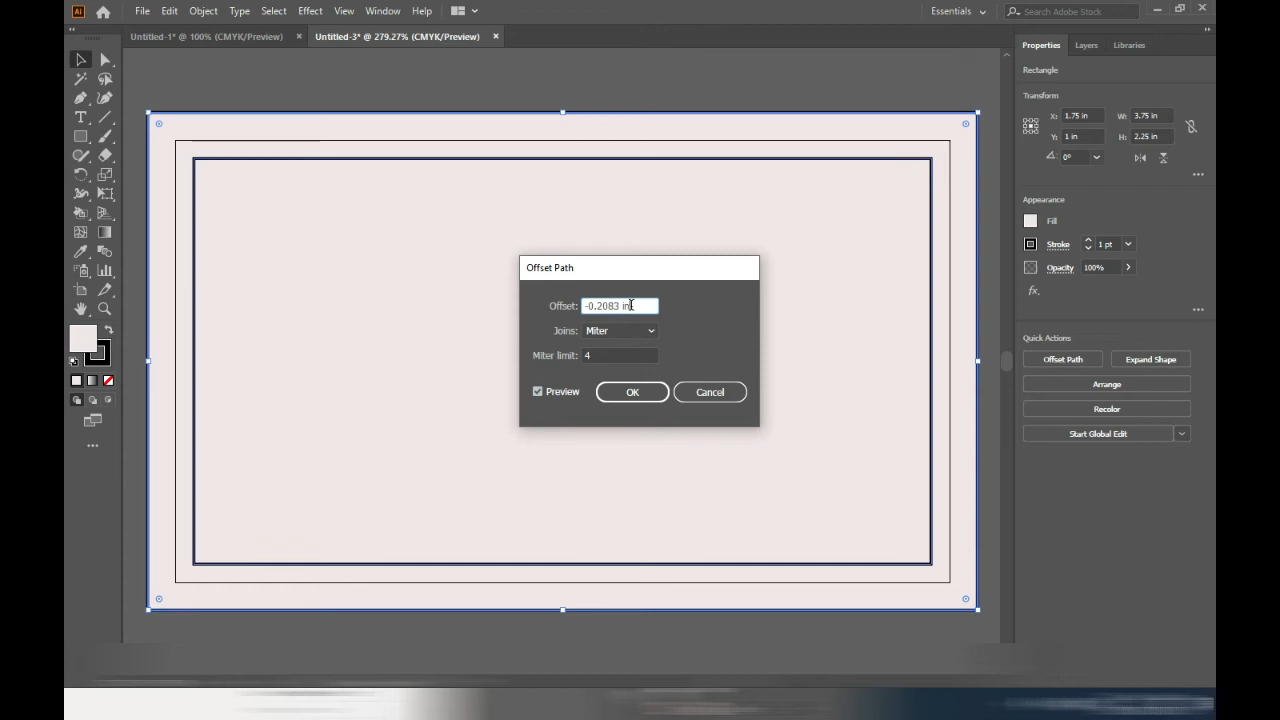 Ai File Edit Object Type Select Effect View Window Help Essentials Search Adobe Stock
Untitled-1* @ 100% (CMYK/Preview) × Untitled-3* @ 279.27% (CMYK/Preview) ×
Properties Layers Libraries
Rectangle
Transform
X: 1.75 in W: 3.75 in
Y: 1 in H: 2.25 in
0°
Appearance
Fill
Stroke 1 pt
Opacity 100%
fx.
Offset Path
Offset: -0.2083 in
Joins: Miter
Miter limit: 4
Preview OK Cancel
Quick Actions
Offset Path Expand Shape
Arrange
Recolor
Start Global Edit